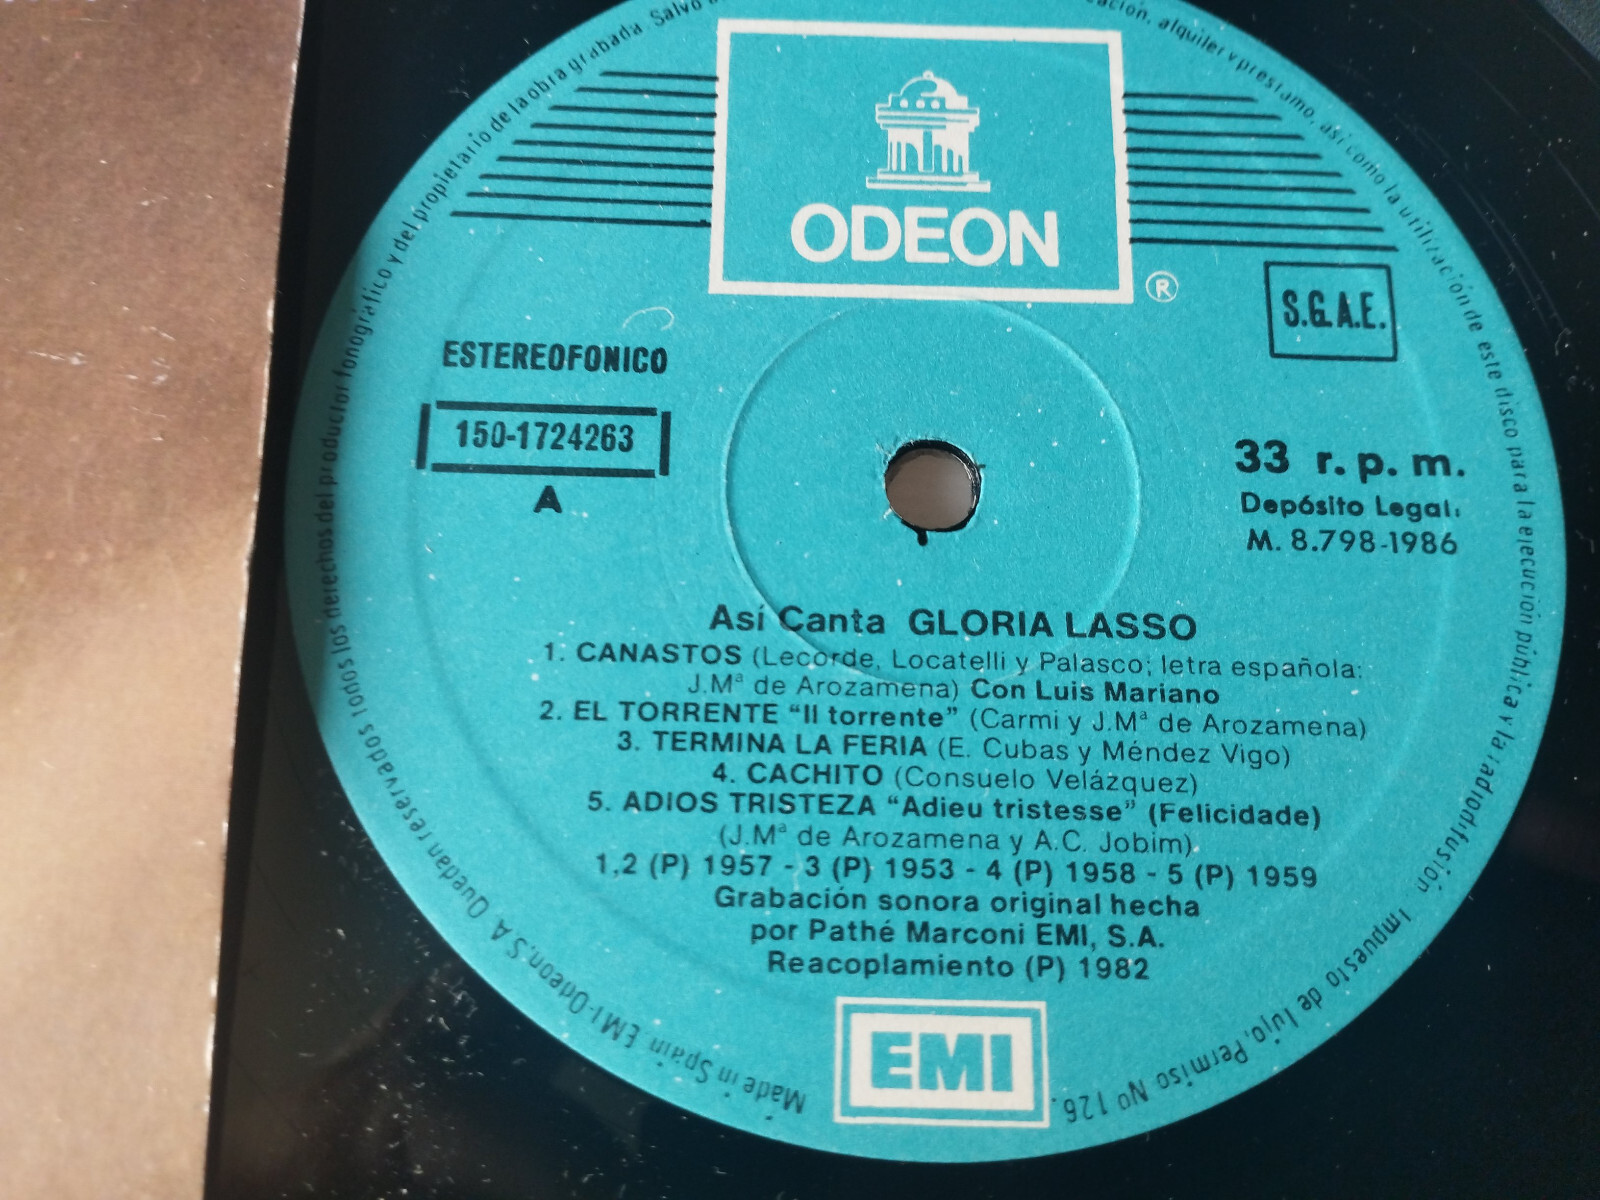 ODEON
®
S.G.A.E.
ESTEREOFONICO
150-1724263
A
33 r.p.m.
Depósito Legal:
M. 8.798-1986
Así Canta GLORIA LASSO
1. CANASTOS (Lecorde, Locatelli y Palasco; letra española:
J.Mª de Arozamena) Con Luis Mariano
2. EL TORRENTE "Il torrente" (Carmi y J.Mª de Arozamena)
3. TERMINA LA FERIA (E. Cubas y Méndez Vigo)
4. CACHITO (Consuelo Velázquez)
5. ADIOS TRISTEZA "Adieu tristesse" (Felicidade)
(J.Mª de Arozamena y A.C. Jobim)
1,2 (P) 1957 - 3 (P) 1953 - 4 (P) 1958 - 5 (P) 1959
Grabación sonora original hecha
por Pathé Marconi EMI, S.A.
Reacoplamiento (P) 1982
EMI
Made in Spain. EMI-Odeon, S.A. Quedan reservados todos los derechos del productor fonográfico y del propietario de la obra grabada. Salvo
alquiler y préstamo, así como la utilización de este disco para la ejecución pública y la radiodifusión. Impuesto de lujo, Permiso Nº 126.